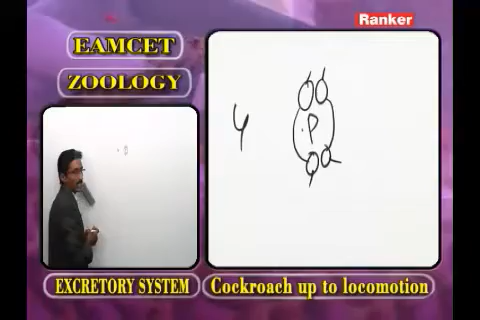 Ranker
EAMCET
ZOOLOGY
4
P
EXCRETORY SYSTEM
Cockroach up to locomotion